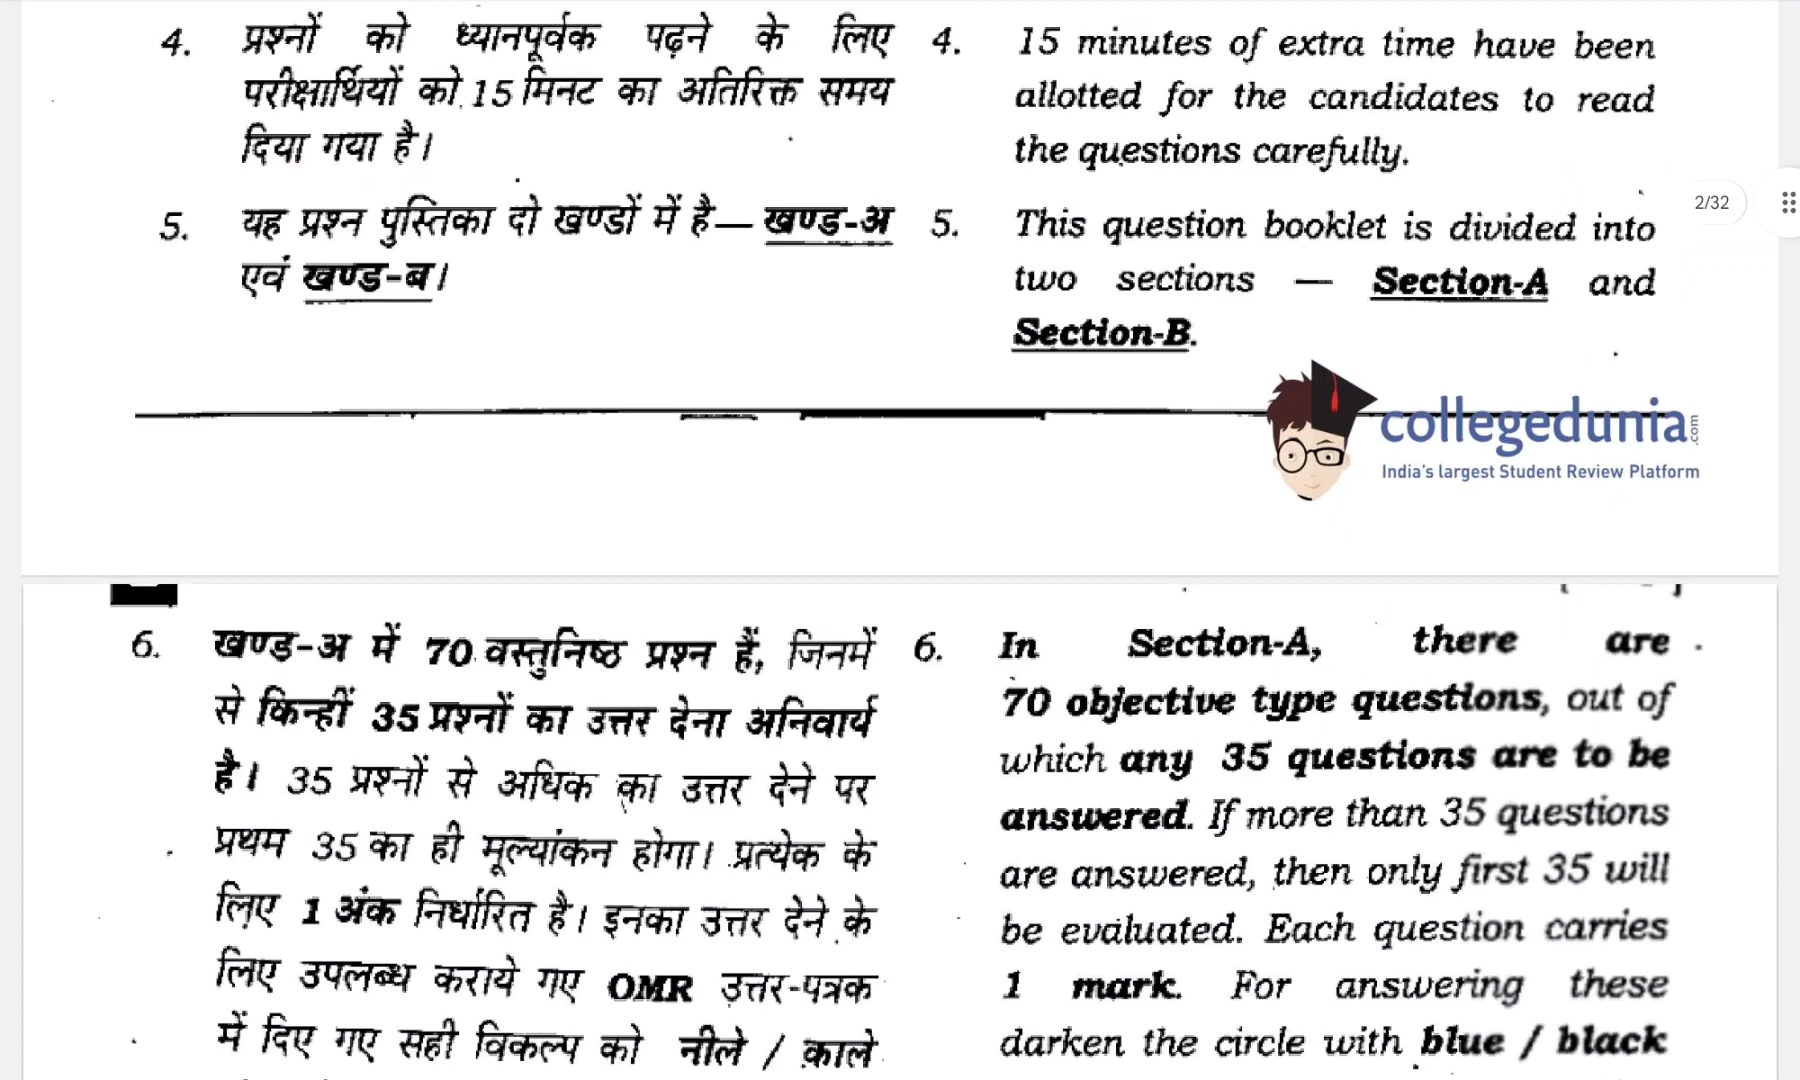 4. प्रश्नों को ध्यानपूर्वक पढ़ने के लिए
परीक्षार्थियों को 15 मिनट का अतिरिक्त समय
दिया गया है।
4. 15 minutes of extra time have been
allotted for the candidates to read
the questions carefully.
5. यह प्रश्न पुस्तिका दो खण्डों में है— खण्ड-अ
एवं खण्ड-ब।
5. This question booklet is divided into
two sections — Section-A and
Section-B.
2/32
collegedunia.com
India's largest Student Review Platform
6. खण्ड-अ में 70 वस्तुनिष्ठ प्रश्न हैं, जिनमें
से किन्हीं 35 प्रश्नों का उत्तर देना अनिवार्य
है। 35 प्रश्नों से अधिक का उत्तर देने पर
प्रथम 35 का ही मूल्यांकन होगा। प्रत्येक के
लिए 1 अंक निर्धारित है। इनका उत्तर देने के
लिए उपलब्ध कराये गए OMR उत्तर-पत्रक
में दिए गए सही विकल्प को नीले / काले
6. In Section-A, there are
70 objective type questions, out of
which any 35 questions are to be
answered. If more than 35 questions
are answered, then only first 35 will
be evaluated. Each question carries
1 mark. For answering these
darken the circle with blue / black